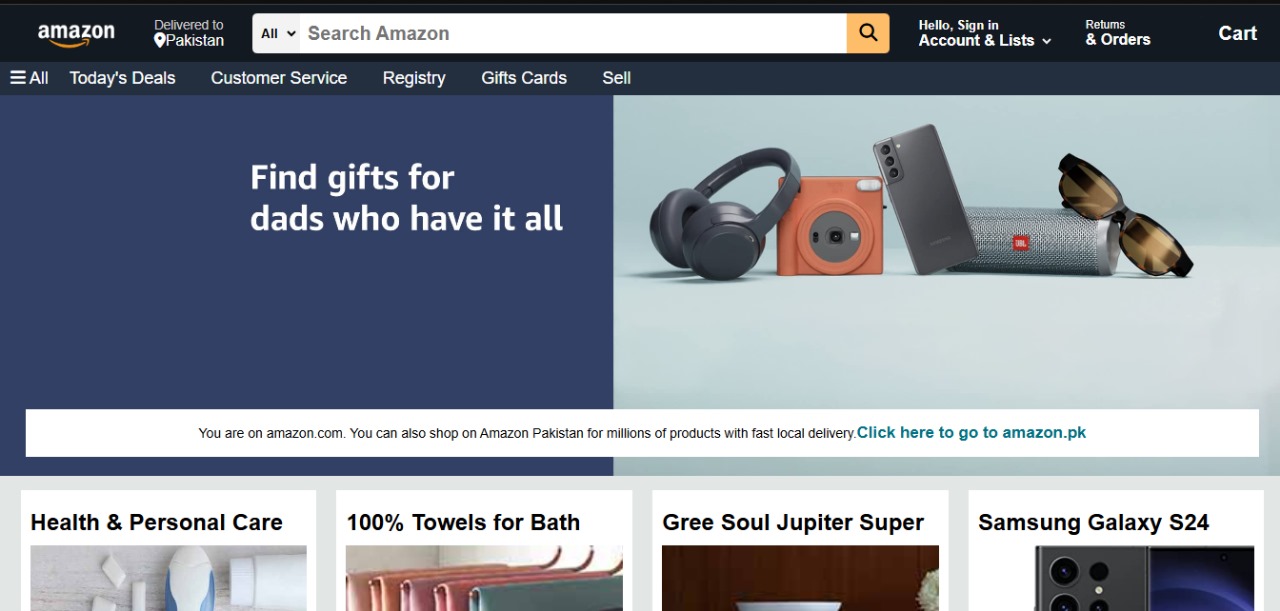 amazon
Delivered to
Pakistan
All
Search Amazon
Hello, Sign in
Account & Lists
Returns
& Orders
Cart
All
Today's Deals
Customer Service
Registry
Gifts Cards
Sell
Find gifts for
dads who have it all
SAMSUNG
JBL
You are on amazon.com. You can also shop on Amazon Pakistan for millions of products with fast local delivery.Click here to go to amazon.pk
Health & Personal Care
100% Towels for Bath
Gree Soul Jupiter Super
Samsung Galaxy S24